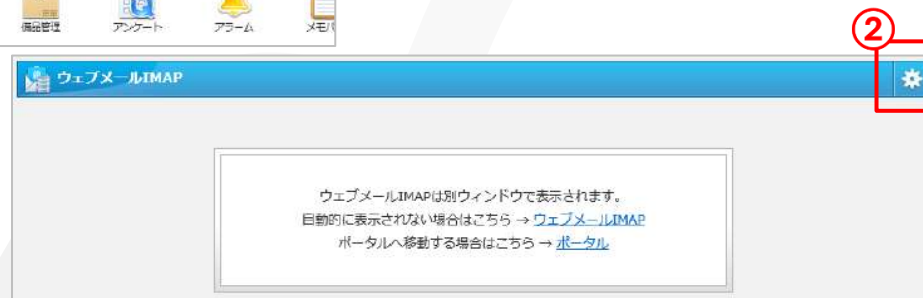 備品管理 アンケート アラーム メモパ
②
ウェブメールIMAP
ウェブメールIMAPは別ウィンドウで表示されます。
自動的に表示されない場合はこちら → ウェブメールIMAP
ポータルへ移動する場合はこちら → ポータル